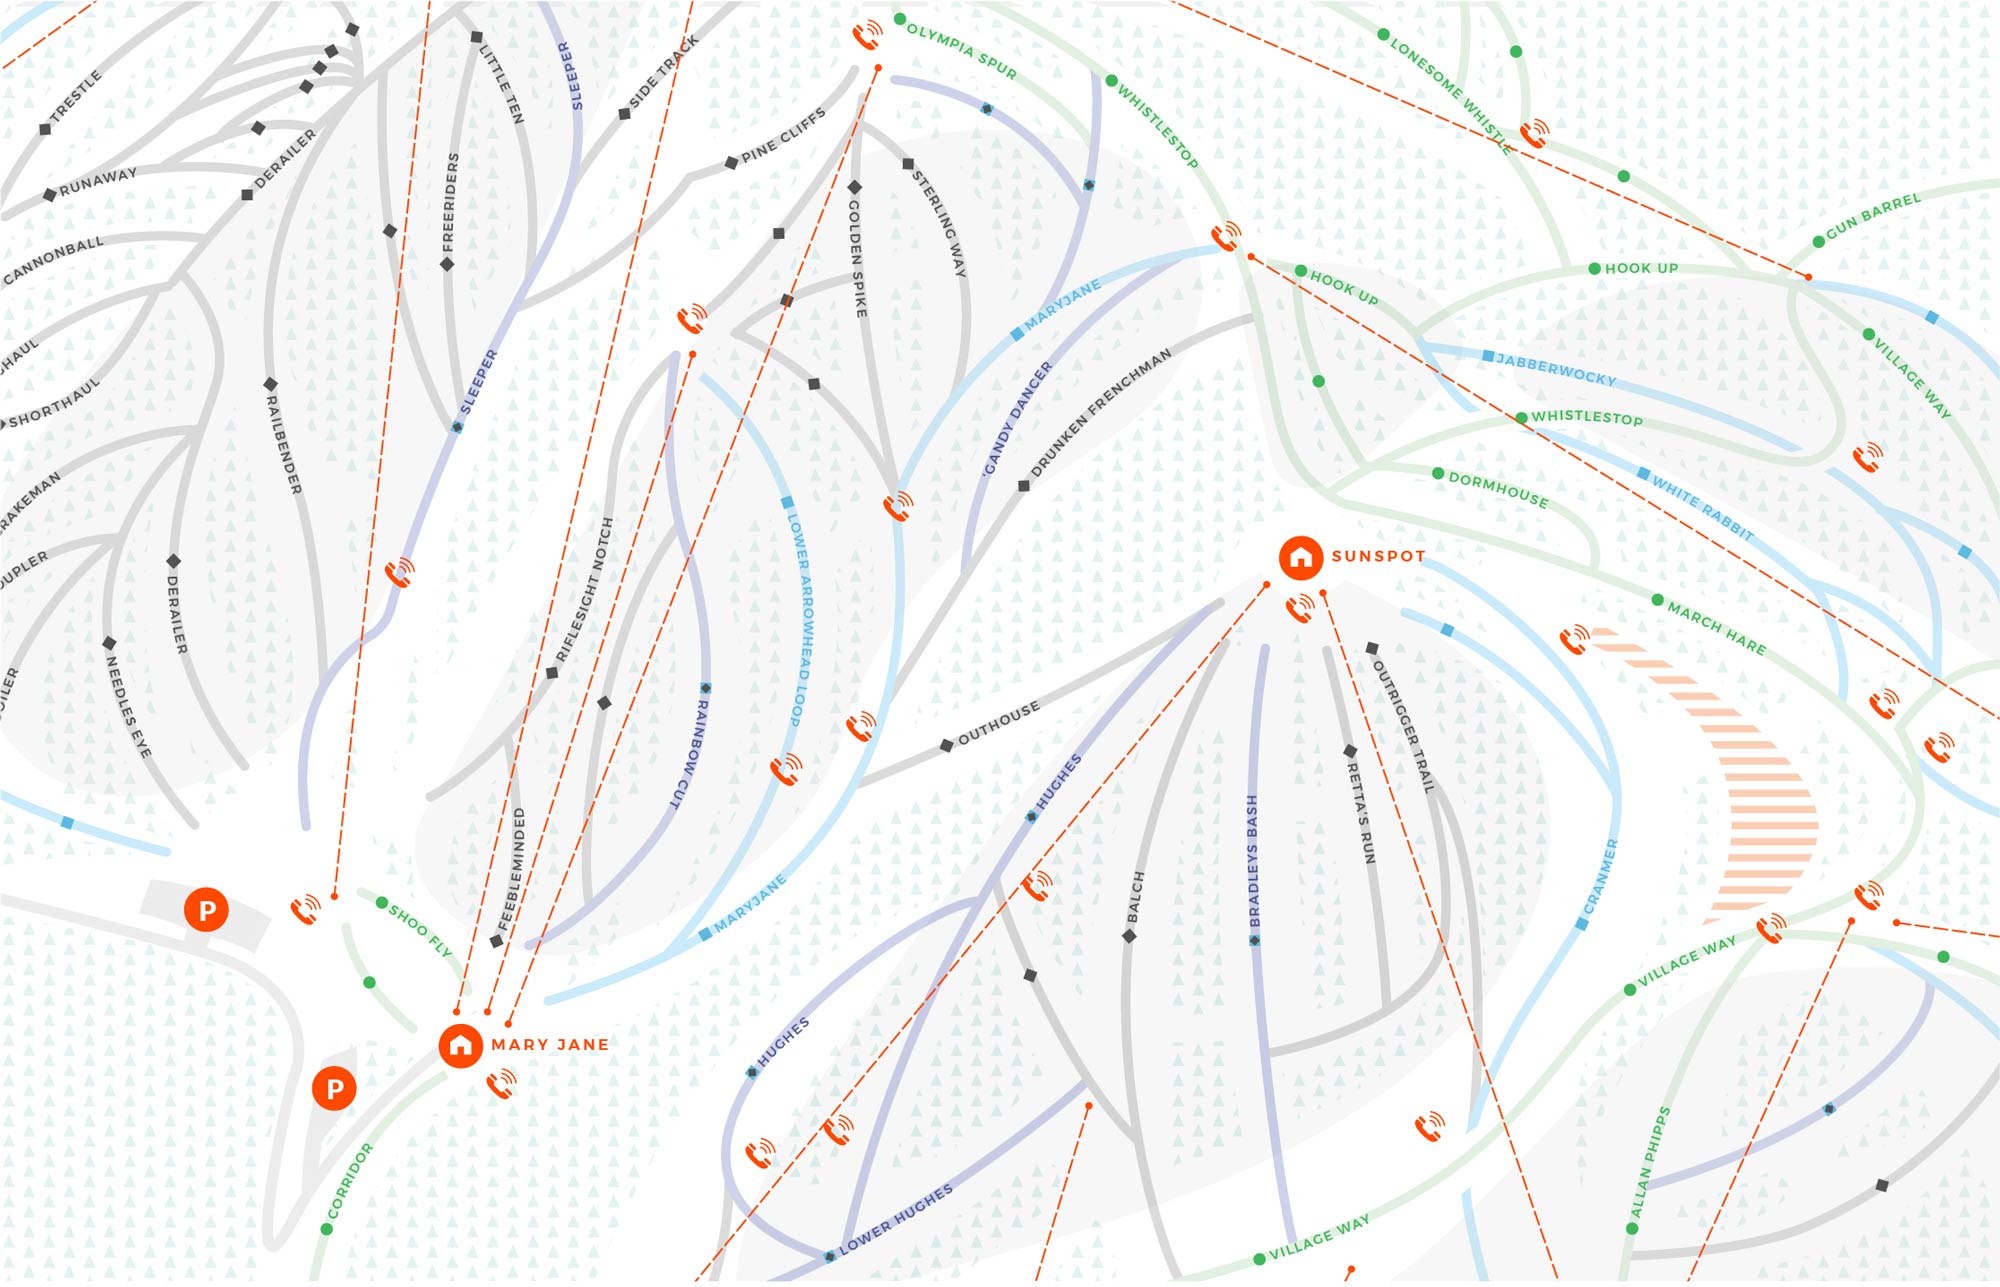 OLYMPIA SPUR
WHISTLESTOP
LONESOME WHISTLE
TRESTLE
LITTLE TEN
SLEEPER
SIDE TRACK
RUNAWAY
DERAILER
FREERIDERS
PINE CLIFFS
STERLING WAY
GOLDEN SPIKE
GUN BARREL
CANNONBALL
HOOK UP
HOOK UP
MARYJANE
HAUL
SHORTHAUL
RAILBENDER
SLEEPER
'GANDY DANCER
DRUNKEN FRENCHMAN
JABBERWOCKY
VILLAGE WAY
WHISTLESTOP
DORMHOUSE
WHITE RABBIT
RAKEMAN
OUPLER
OILER
DERAILER
NEEDLES EYE
RIFLESIGHT NOTCH
LOWER ARROWHEAD LOOP
RAINBOW CUT
SUNSPOT
MARCH HARE
OUTHOUSE
HUGHES
OUTRIGGER TRAIL
RETTA'S RUN
BRADLEYS BASH
BALCH
CRANMER
FEEBLEMINDED
MARYJANE
P
SHOO FLY
VILLAGE WAY
MARY JANE
HUGHES
P
CORRIDOR
LOWER HUGHES
VILLAGE WAY
ALLAN PHIPPS